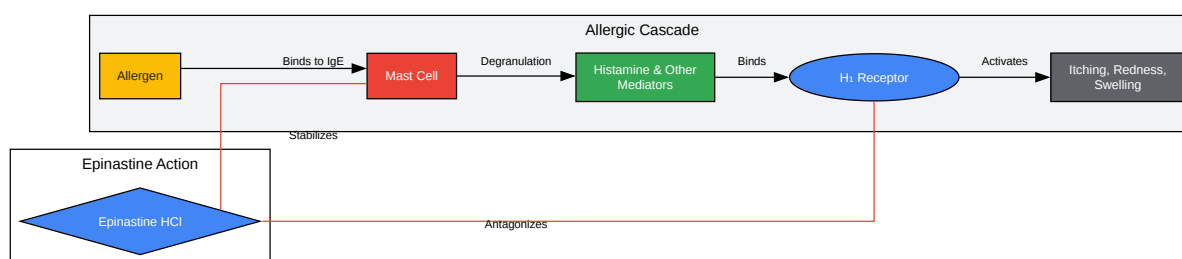 Allergic Cascade
Allergen
Binds to IgE
Mast Cell
Degranulation
Histamine & Other
Mediators
Binds
H₁ Receptor
Activates
Itching, Redness,
Swelling
Stabilizes
Epinastine Action
Epinastine HCl
Antagonizes